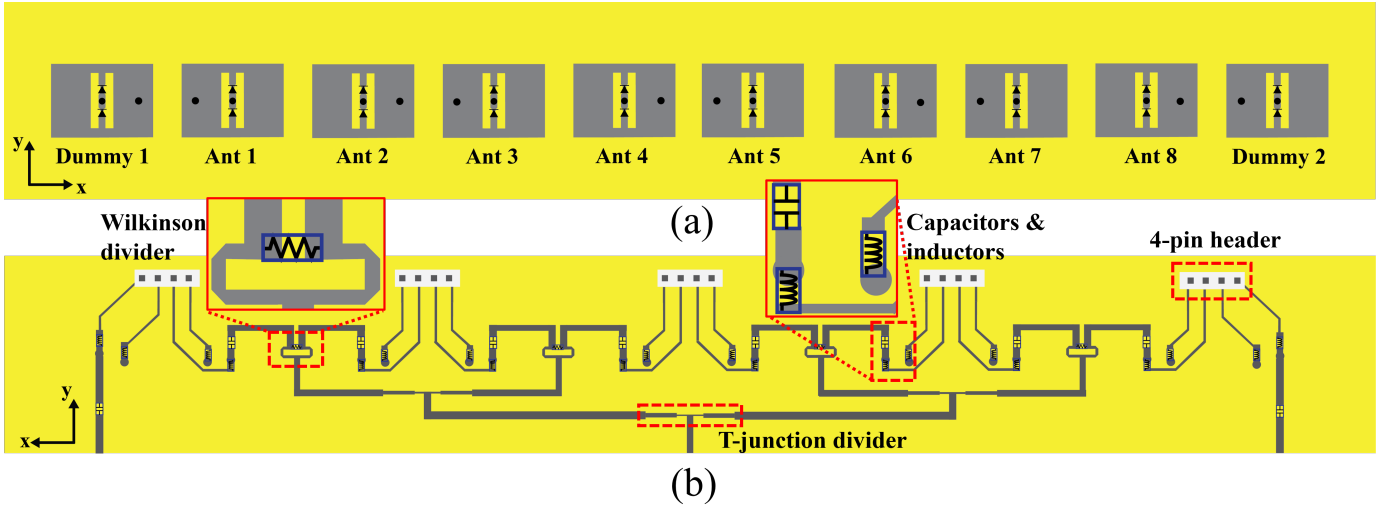 y
x
Dummy 1
Ant 1
Ant 2
Ant 3
Ant 4
Ant 5
Ant 6
Ant 7
Ant 8
Dummy 2
(a)
Wilkinson
divider
Capacitors &
inductors
4-pin header
y
x
T-junction divider
(b)